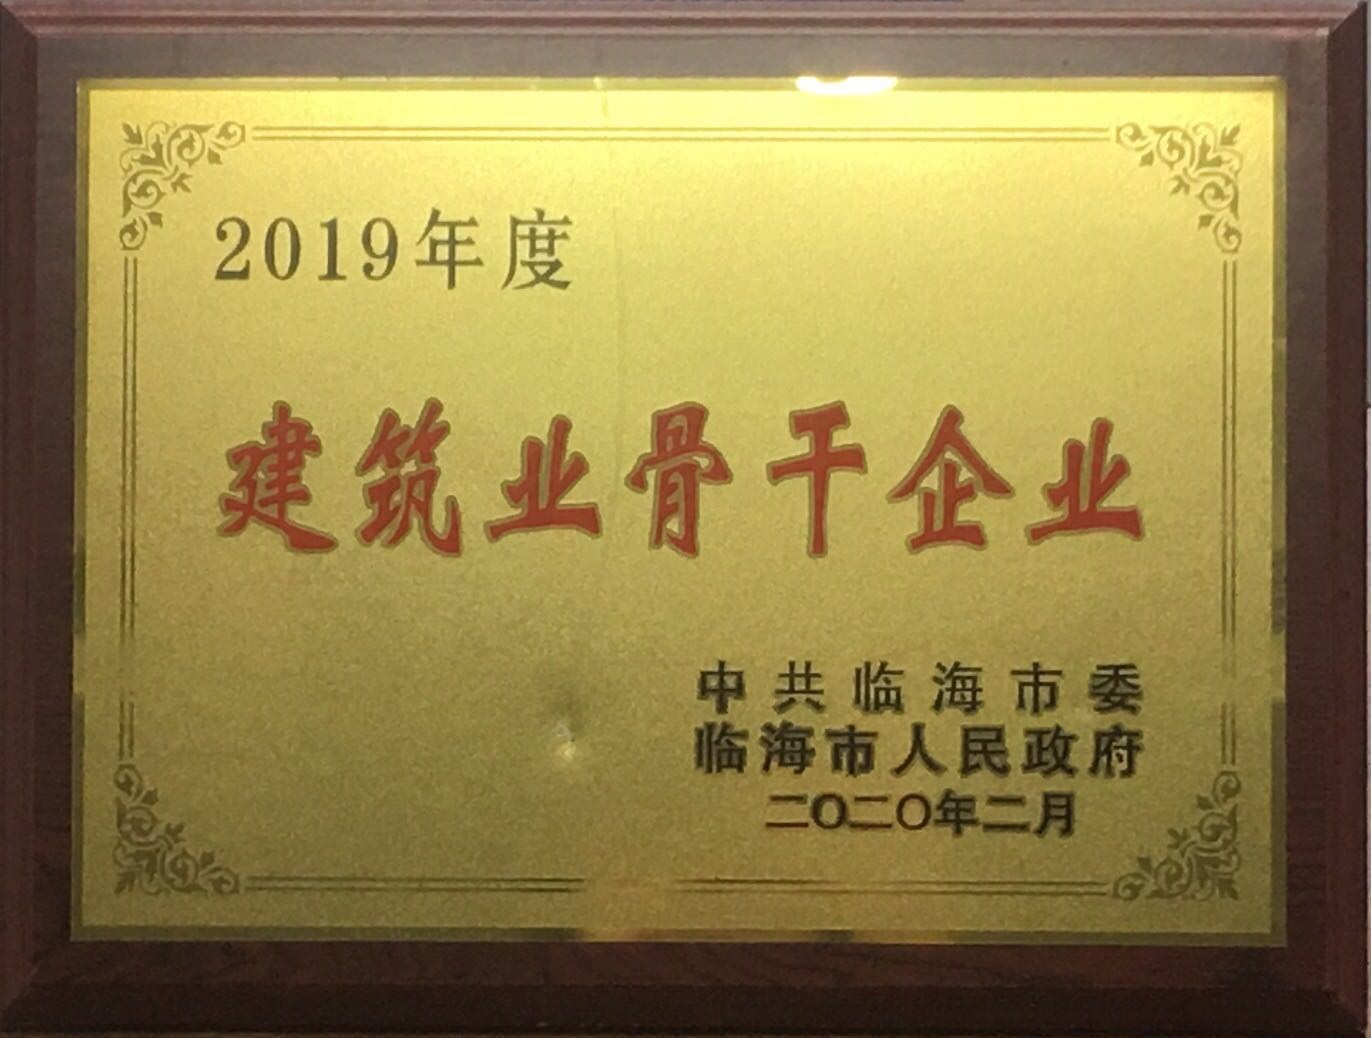 2019年度
建筑业骨干企业
中共临海市委
临海市人民政府
二〇二〇年二月